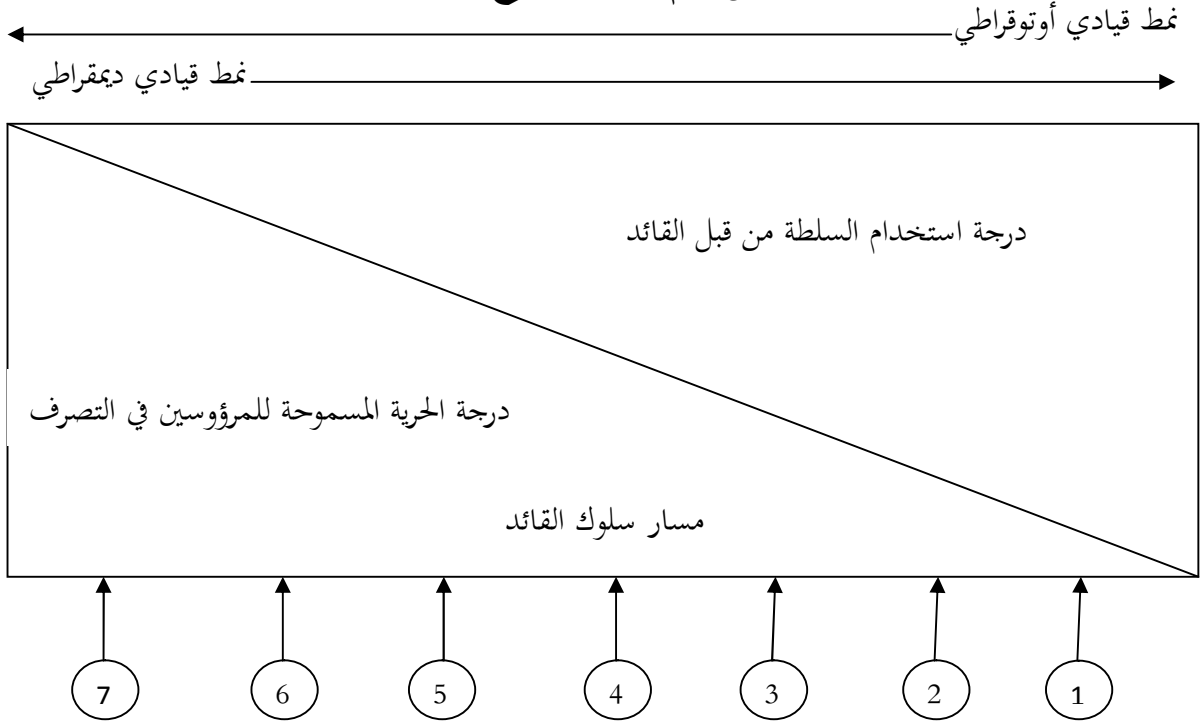 نمط قيادي أوتوقراطي
نمط قيادي ديمقراطي
درجة استخدام السلطة من قبل القائد
درجة الحرية المسموحة للمرؤوسين في التصرف
مسار سلوك القائد
1
2
3
4
5
6
7